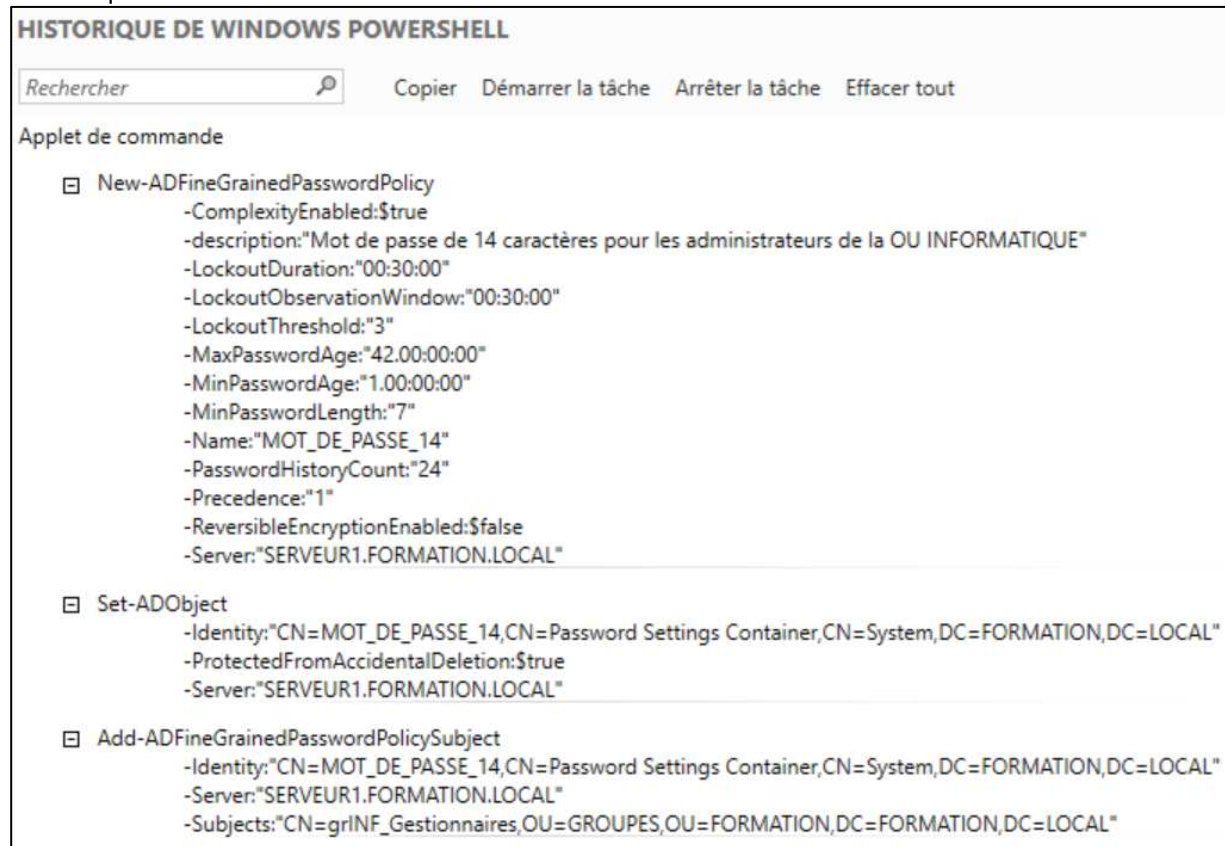 HISTORIQUE DE WINDOWS POWERSHELL
Rechercher Copier Démarrer la tâche Arrêter la tâche Effacer tout
Applet de commande
New-ADFineGrainedPasswordPolicy
-ComplexityEnabled:$true
-description:"Mot de passe de 14 caractères pour les administrateurs de la OU INFORMATIQUE"
-LockoutDuration:"00:30:00"
-LockoutObservationWindow:"00:30:00"
-LockoutThreshold:"3"
-MaxPasswordAge:"42.00:00:00"
-MinPasswordAge:"1.00:00:00"
-MinPasswordLength:"7"
-Name:"MOT_DE_PASSE_14"
-PasswordHistoryCount:"24"
-Precedence:"1"
-ReversibleEncryptionEnabled:$false
-Server:"SERVEUR1.FORMATION.LOCAL"
Set-ADObject
-Identity:"CN=MOT_DE_PASSE_14,CN=Password Settings Container,CN=System,DC=FORMATION,DC=LOCAL"
-ProtectedFromAccidentalDeletion:$true
-Server:"SERVEUR1.FORMATION.LOCAL"
Add-ADFineGrainedPasswordPolicySubject
-Identity:"CN=MOT_DE_PASSE_14,CN=Password Settings Container,CN=System,DC=FORMATION,DC=LOCAL"
-Server:"SERVEUR1.FORMATION.LOCAL"
-Subjects:"CN=grINF_Gestionnaires,OU=GROUPES,OU=FORMATION,DC=FORMATION,DC=LOCAL"